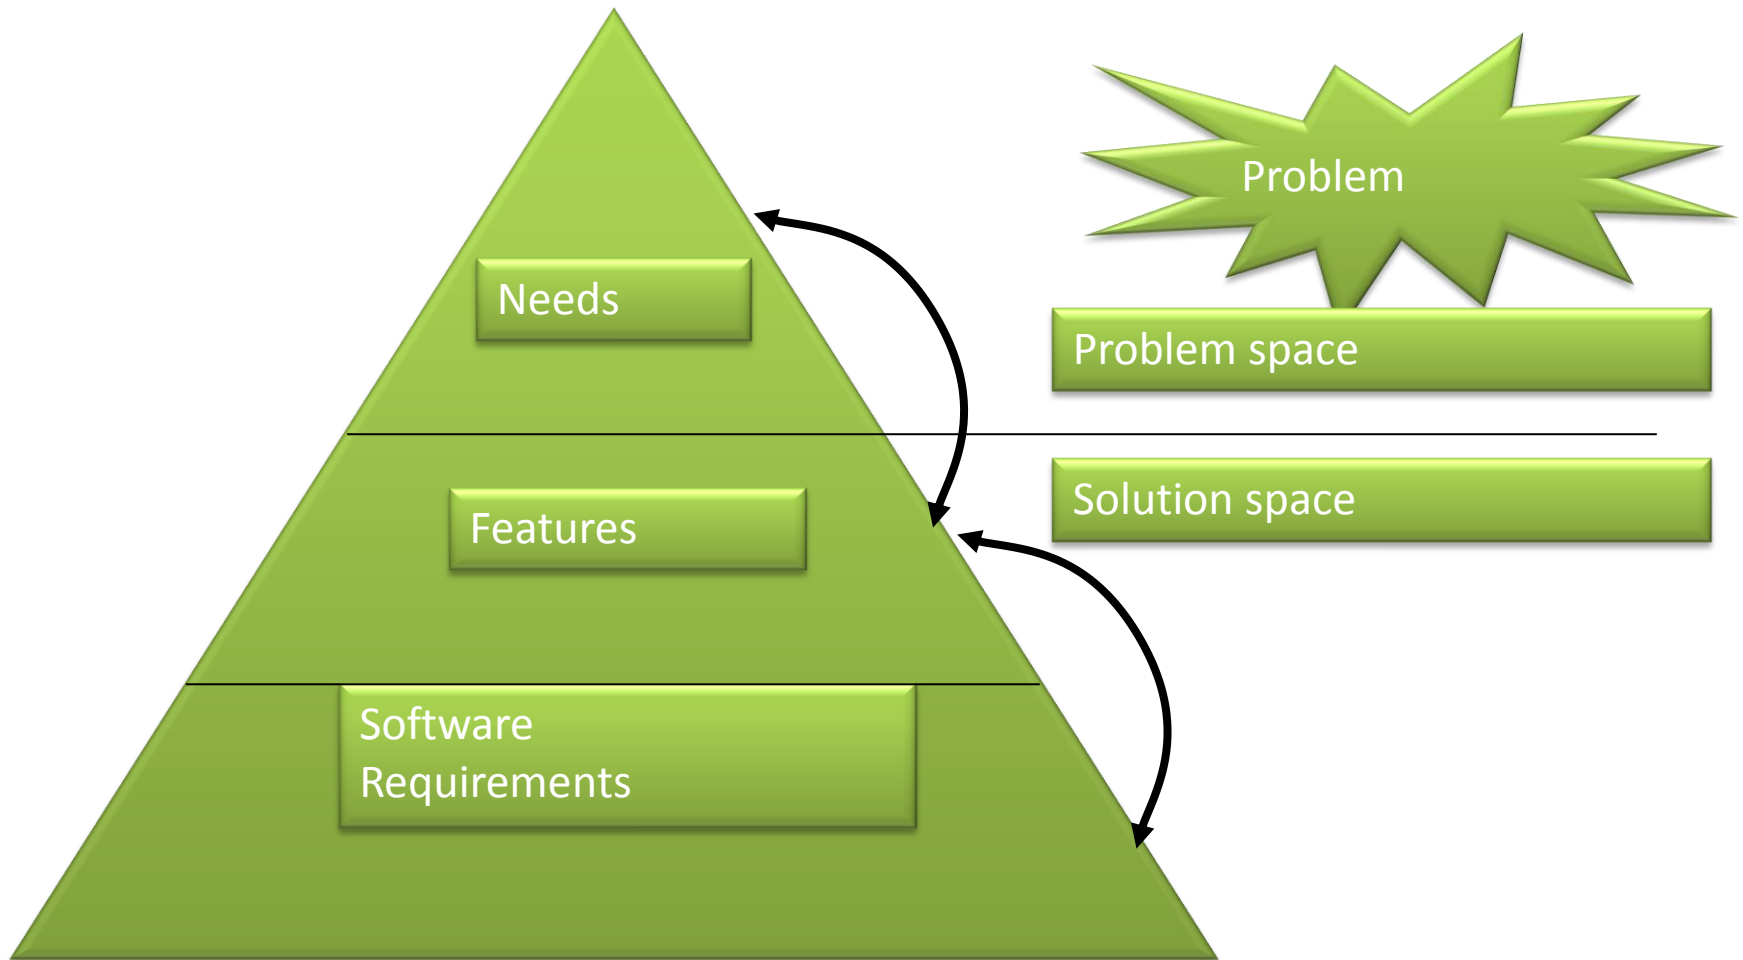 Problem
Needs
Problem space
Features
Solution space
Software
Requirements